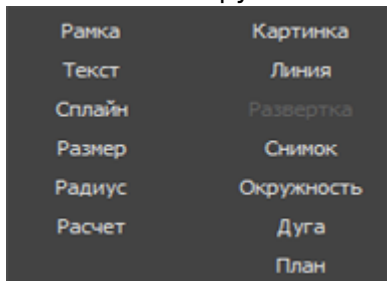 Рамка Картинка
Текст Линия
Сплайн Развертка
Размер Снимок
Радиус Окружность
Расчет Дуга
План